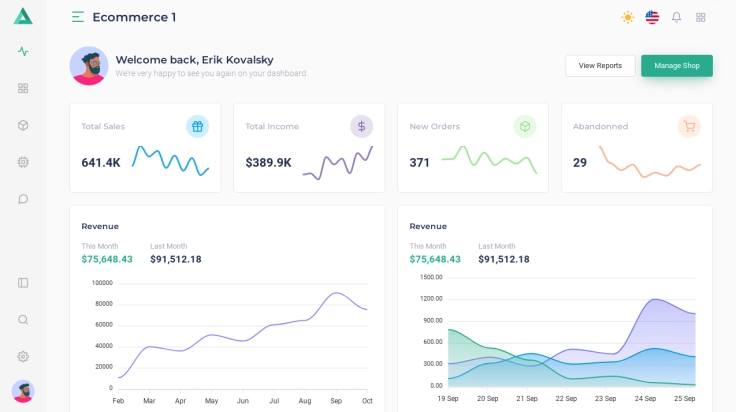 Ecommerce 1
Welcome back, Erik Kovalsky
We're very happy to see you again on your dashboard
View Reports
Manage Shop
Total Sales
641.4K
Total Income
$389.9K
New Orders
371
Abandonned
29
Revenue
This Month Last Month
$75,648.43 $91,512.18
100000
80000
60000
40000
20000
0
Feb Mar Apr May Jun Jul Aug Sep Oct
Revenue
This Month Last Month
$75,648.43 $91,512.18
1500.00
1200.00
900.00
600.00
300.00
0.00
19 Sep 20 Sep 21 Sep 22 Sep 23 Sep 24 Sep 25 Sep